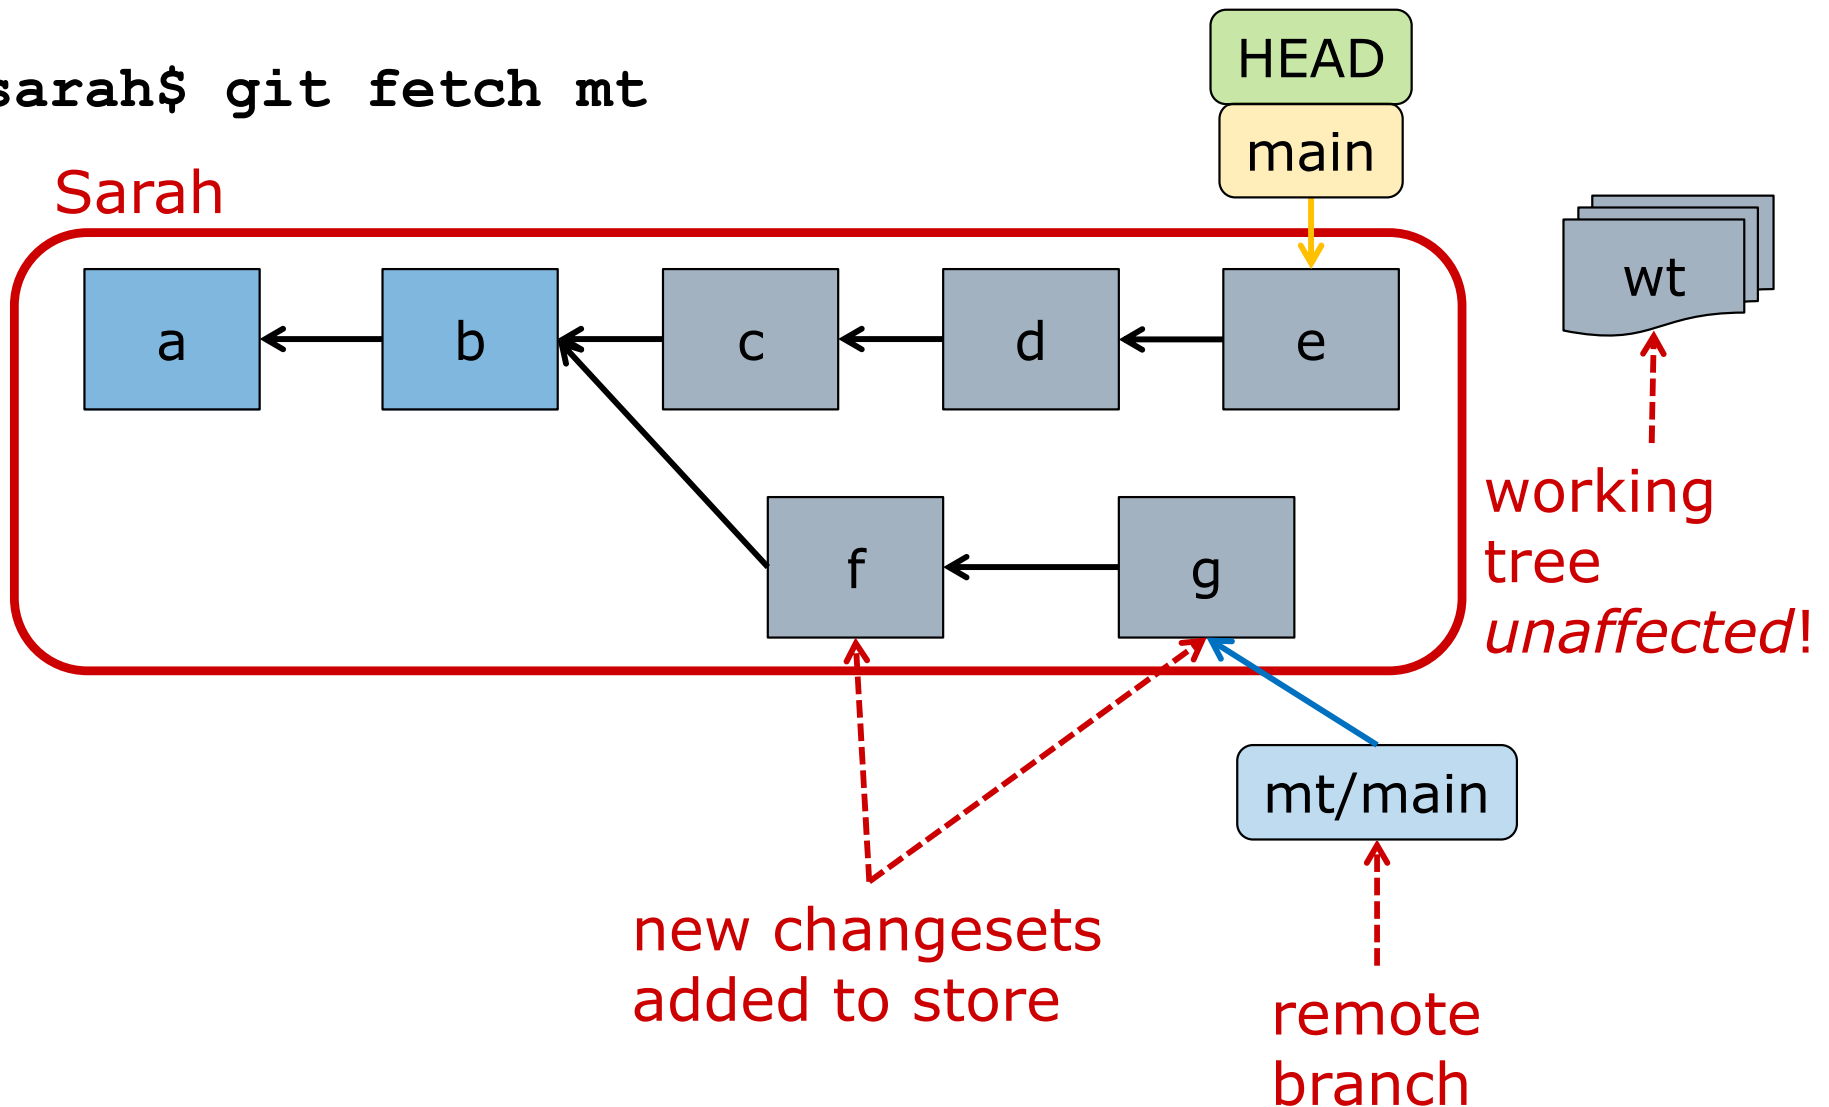 sarah$ git fetch mt
HEAD
main
Sarah
wt
a
b
c
d
e
working
tree
unaffected!
f
g
mt/main
new changesets
added to store
remote
branch